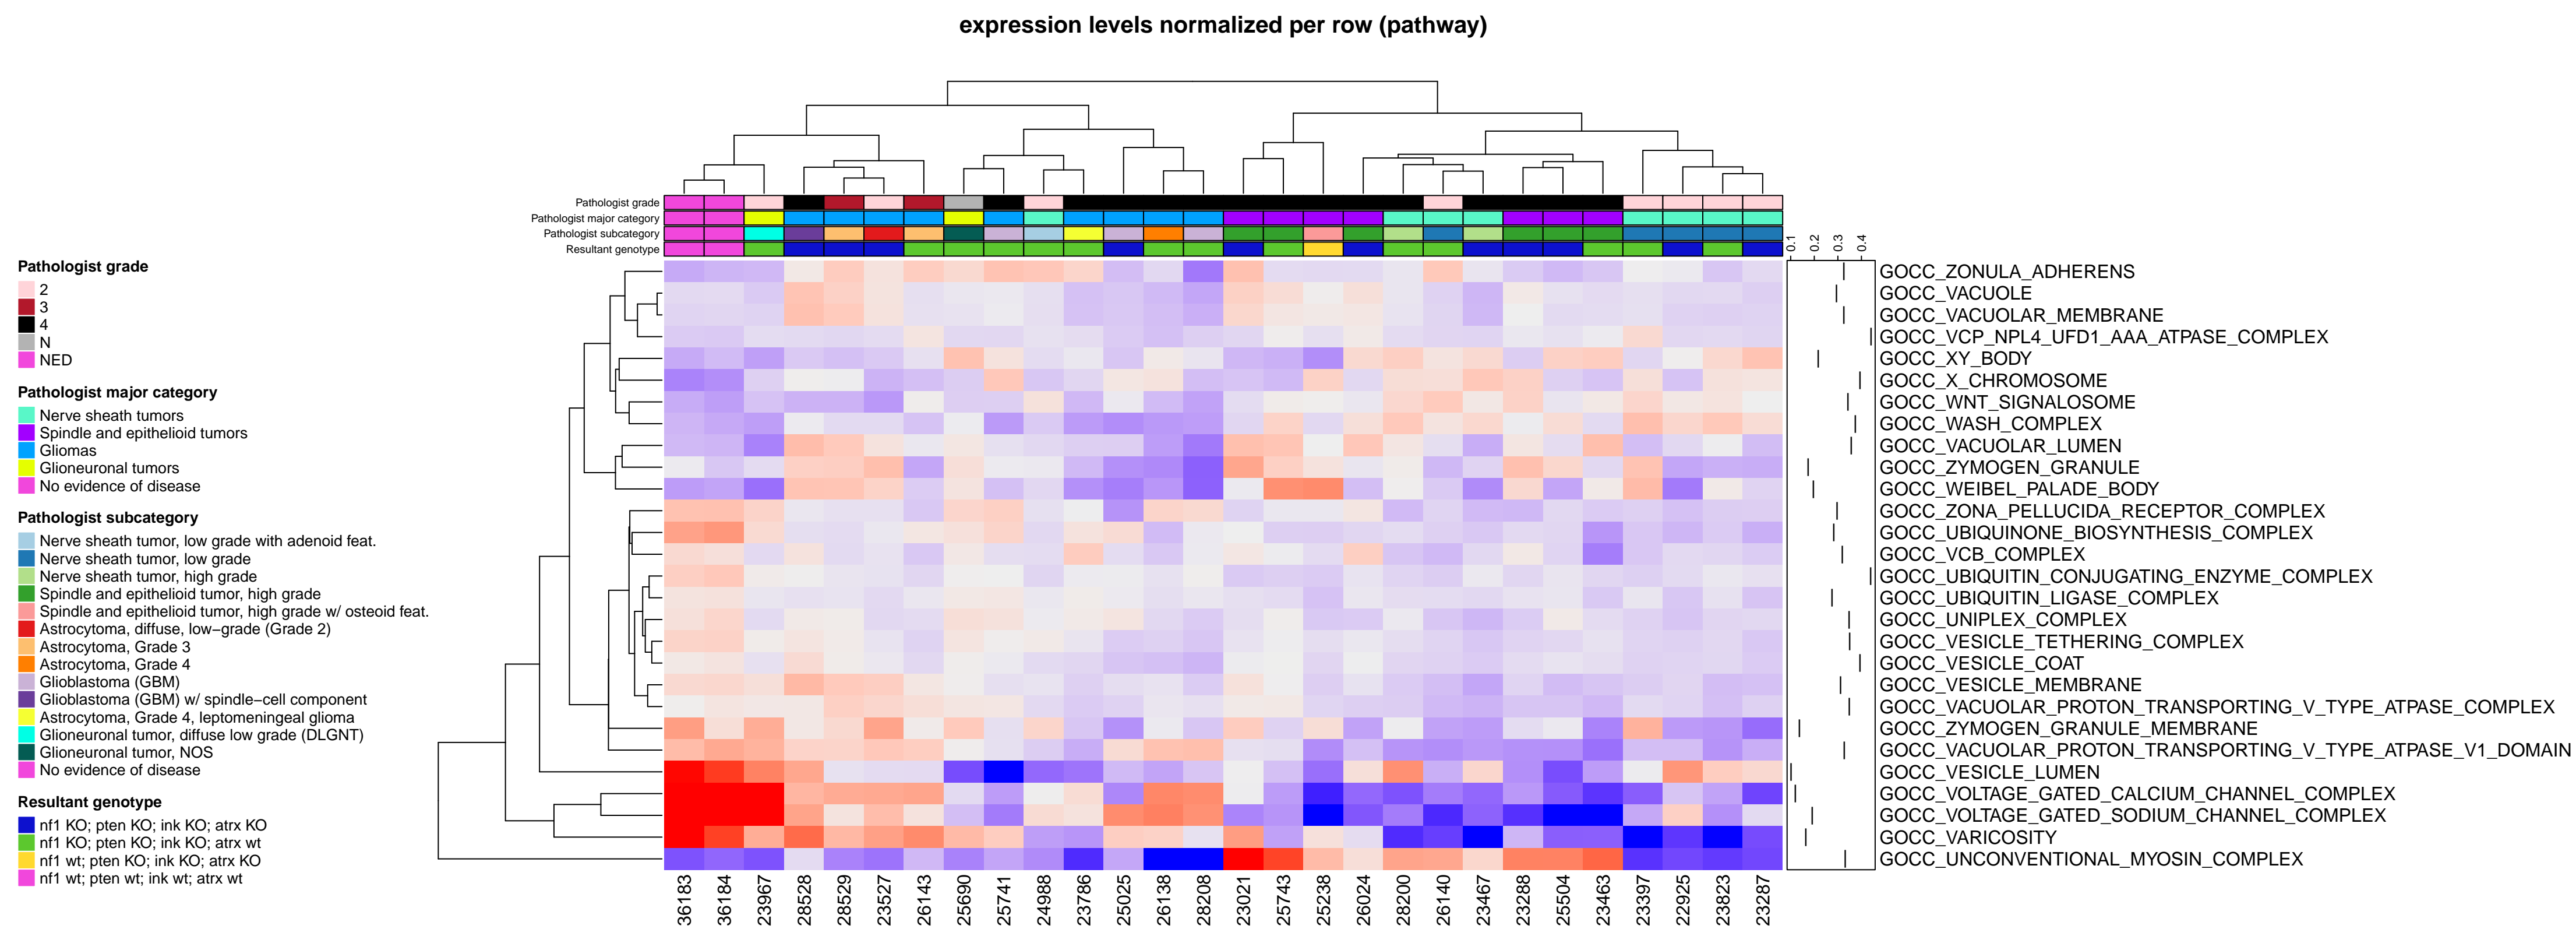 expression levels normalized per row (pathway)
Pathologist grade
Pathologist major category
Pathologist subcategory
Resultant genotype
0.1
0.2
0.3
0.4
Pathologist grade
2
3
4
N
NED
Pathologist major category
Nerve sheath tumors
Spindle and epithelioid tumors
Gliomas
Glioneuronal tumors
No evidence of disease
Pathologist subcategory
Nerve sheath tumor, low grade with adenoid feat.
Nerve sheath tumor, low grade
Nerve sheath tumor, high grade
Spindle and epithelioid tumor, high grade
Spindle and epithelioid tumor, high grade w/ osteoid feat.
Astrocytoma, diffuse, low−grade (Grade 2)
Astrocytoma, Grade 3
Astrocytoma, Grade 4
Glioblastoma (GBM)
Glioblastoma (GBM) w/ spindle−cell component
Astrocytoma, Grade 4, leptomeningeal glioma
Glioneuronal tumor, diffuse low grade (DLGNT)
Glioneuronal tumor, NOS
No evidence of disease
Resultant genotype
nf1 KO; pten KO; ink KO; atrx KO
nf1 KO; pten KO; ink KO; atrx wt
nf1 wt; pten KO; ink KO; atrx KO
nf1 wt; pten wt; ink wt; atrx wt
GOCC_ZONULA_ADHERENS
GOCC_VACUOLE
GOCC_VACUOLAR_MEMBRANE
GOCC_VCP_NPL4_UFD1_AAA_ATPASE_COMPLEX
GOCC_XY_BODY
GOCC_X_CHROMOSOME
GOCC_WNT_SIGNALOSOME
GOCC_WASH_COMPLEX
GOCC_VACUOLAR_LUMEN
GOCC_ZYMOGEN_GRANULE
GOCC_WEIBEL_PALADE_BODY
GOCC_ZONA_PELLUCIDA_RECEPTOR_COMPLEX
GOCC_UBIQUINONE_BIOSYNTHESIS_COMPLEX
GOCC_VCB_COMPLEX
GOCC_UBIQUITIN_CONJUGATING_ENZYME_COMPLEX
GOCC_UBIQUITIN_LIGASE_COMPLEX
GOCC_UNIPLEX_COMPLEX
GOCC_VESICLE_TETHERING_COMPLEX
GOCC_VESICLE_COAT
GOCC_VESICLE_MEMBRANE
GOCC_VACUOLAR_PROTON_TRANSPORTING_V_TYPE_ATPASE_COMPLEX
GOCC_ZYMOGEN_GRANULE_MEMBRANE
GOCC_VACUOLAR_PROTON_TRANSPORTING_V_TYPE_ATPASE_V1_DOMAIN
GOCC_VESICLE_LUMEN
GOCC_VOLTAGE_GATED_CALCIUM_CHANNEL_COMPLEX
GOCC_VOLTAGE_GATED_SODIUM_CHANNEL_COMPLEX
GOCC_VARICOSITY
GOCC_UNCONVENTIONAL_MYOSIN_COMPLEX
36183
36184
23967
28528
28529
23527
26143
25690
25741
24988
23786
25025
26138
28208
23021
25743
25238
26024
28200
26140
23467
23288
25504
23463
23397
22925
23823
23287